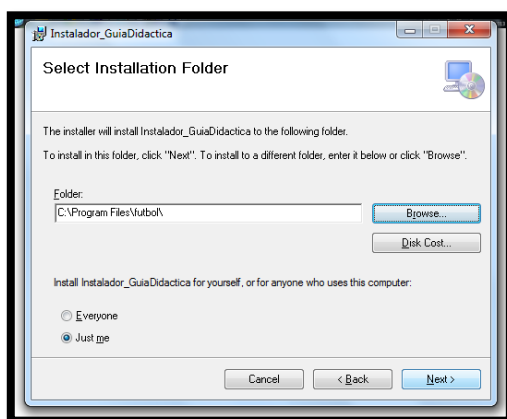 Instalador_GuiaDidactica
Select Installation Folder
The installer will install Instalador_GuiaDidactica to the following folder.
To install in this folder, click "Next". To install to a different folder, enter it below or click "Browse".
Folder:
C:\Program Files\futbol\
Browse...
Disk Cost...
Install Instalador_GuiaDidactica for yourself, or for anyone who uses this computer:
Everyone
Just me
Cancel
< Back
Next >